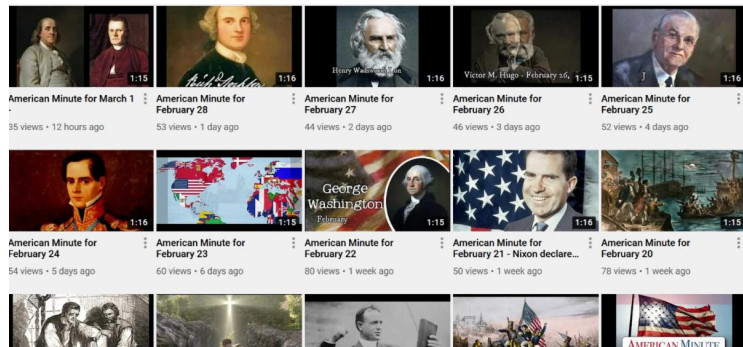 1:15
1:16
Henry Wadsw
1:16
Victor M. Hugo - February 26,
1:15
J
1:16
American Minute for March 1
-
35 views • 12 hours ago
American Minute for
February 28
53 views • 1 day ago
American Minute for
February 27
44 views • 2 days ago
American Minute for
February 26
46 views • 3 days ago
American Minute for
February 25
52 views • 4 days ago
1:16
1:15
George
Washington
February
1:15
1:16
1:15
American Minute for
February 24
54 views • 5 days ago
American Minute for
February 23
60 views • 6 days ago
American Minute for
February 22
80 views • 1 week ago
American Minute for
February 21 - Nixon declare...
50 views • 1 week ago
American Minute for
February 20
78 views • 1 week ago
AMERICAN MINUTE